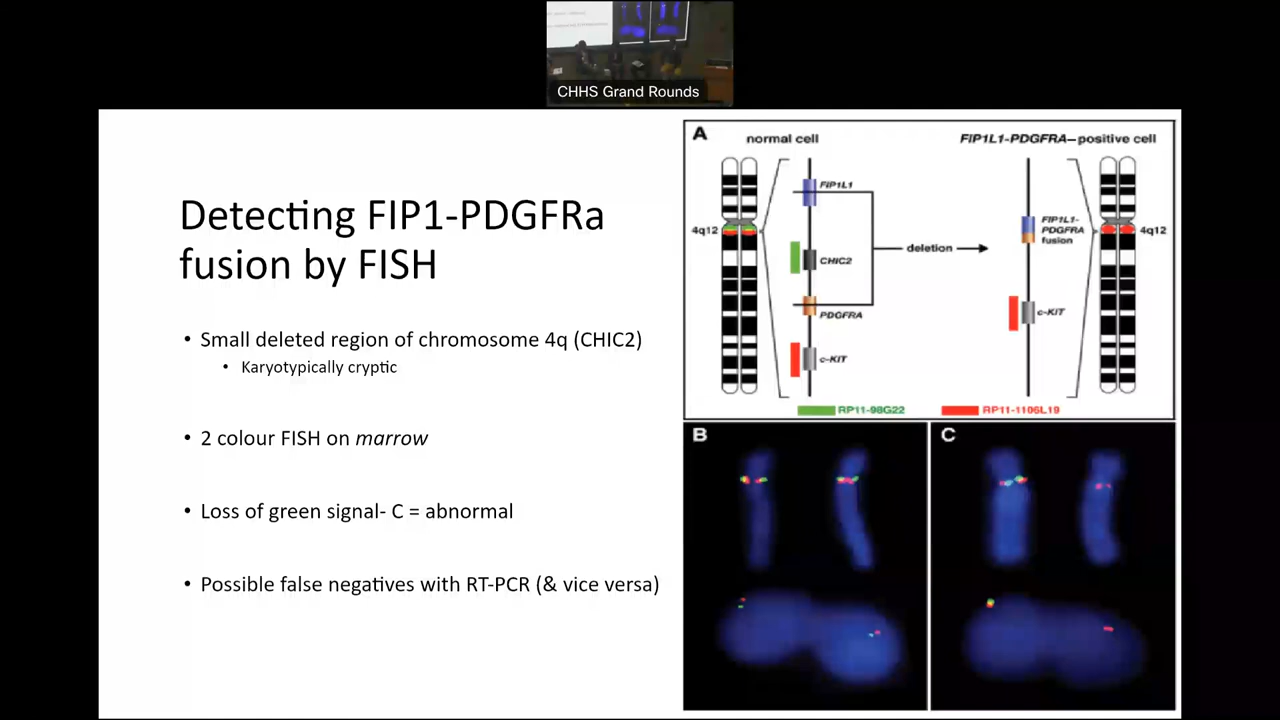 CHHS Grand Rounds
Detecting FIP1-PDGFRa
fusion by FISH
• Small deleted region of chromosome 4q (CHIC2)
• Karyotypically cryptic
• 2 colour FISH on marrow
• Loss of green signal- C = abnormal
• Possible false negatives with RT-PCR (& vice versa)
A
normal cell
FIP1L1-PDGFRA–positive cell
FIP1L1
4q12
CHIC2
deletion
FIP1L1-
PDGFRA
fusion
4q12
PDGFRA
c-KIT
c-KIT
RP11-98G22
RP11-1106L19
B
C